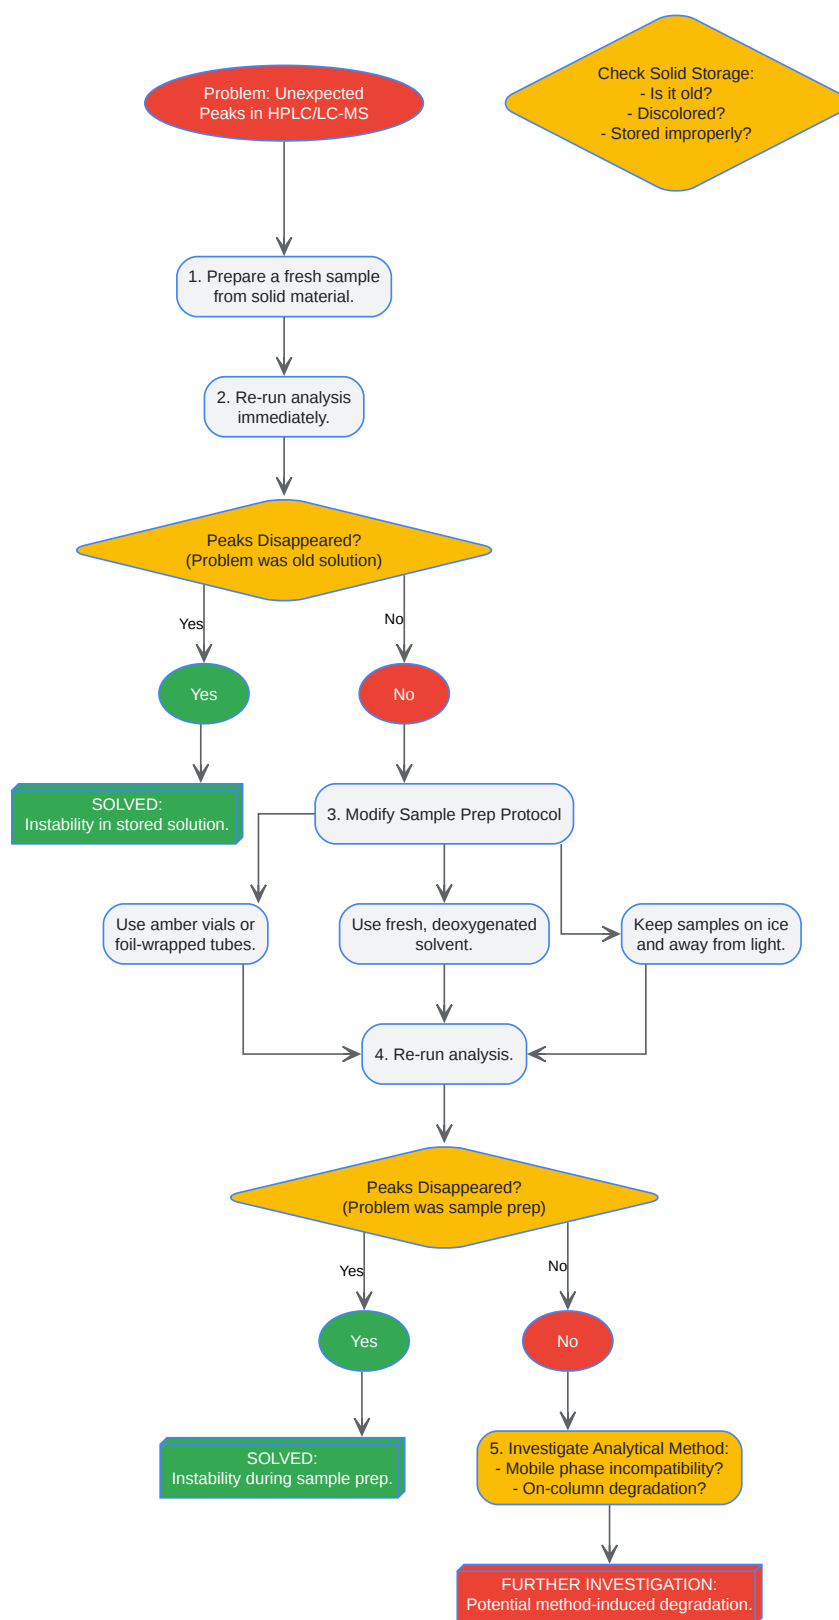 Problem: Unexpected
Peaks in HPLC/LC-MS
Check Solid Storage:
- Is it old?
- Discolored?
- Stored improperly?
1. Prepare a fresh sample
from solid material.
2. Re-run analysis
immediately.
Peaks Disappeared?
(Problem was old solution)
Yes
No
Yes
No
SOLVED:
Instability in stored solution.
3. Modify Sample Prep Protocol
Use amber vials or
foil-wrapped tubes.
Use fresh, deoxygenated
solvent.
Keep samples on ice
and away from light.
4. Re-run analysis.
Peaks Disappeared?
(Problem was sample prep)
Yes
No
Yes
No
SOLVED:
Instability during sample prep.
5. Investigate Analytical Method:
- Mobile phase incompatibility?
- On-column degradation?
FURTHER INVESTIGATION:
Potential method-induced degradation.